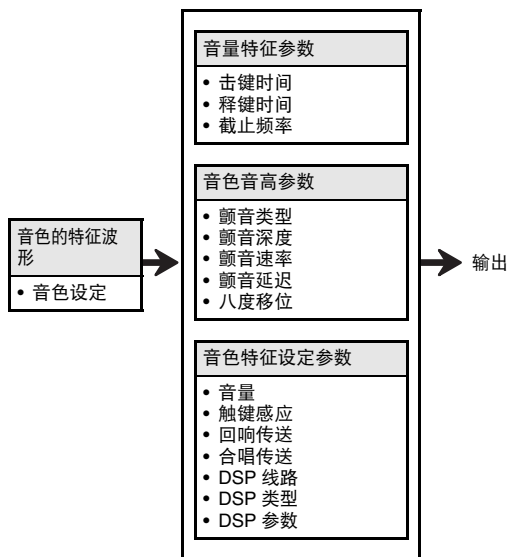 音量特征参数
• 击键时间
• 释键时间
• 截止频率
音色音高参数
• 颤音类型
• 颤音深度
• 颤音速率
• 颤音延迟
• 八度移位
音色的特征波
形
• 音色设定
输出
音色特征设定参数
• 音量
• 触键感应
• 回响传送
• 合唱传送
• DSP 线路
• DSP 类型
• DSP 参数